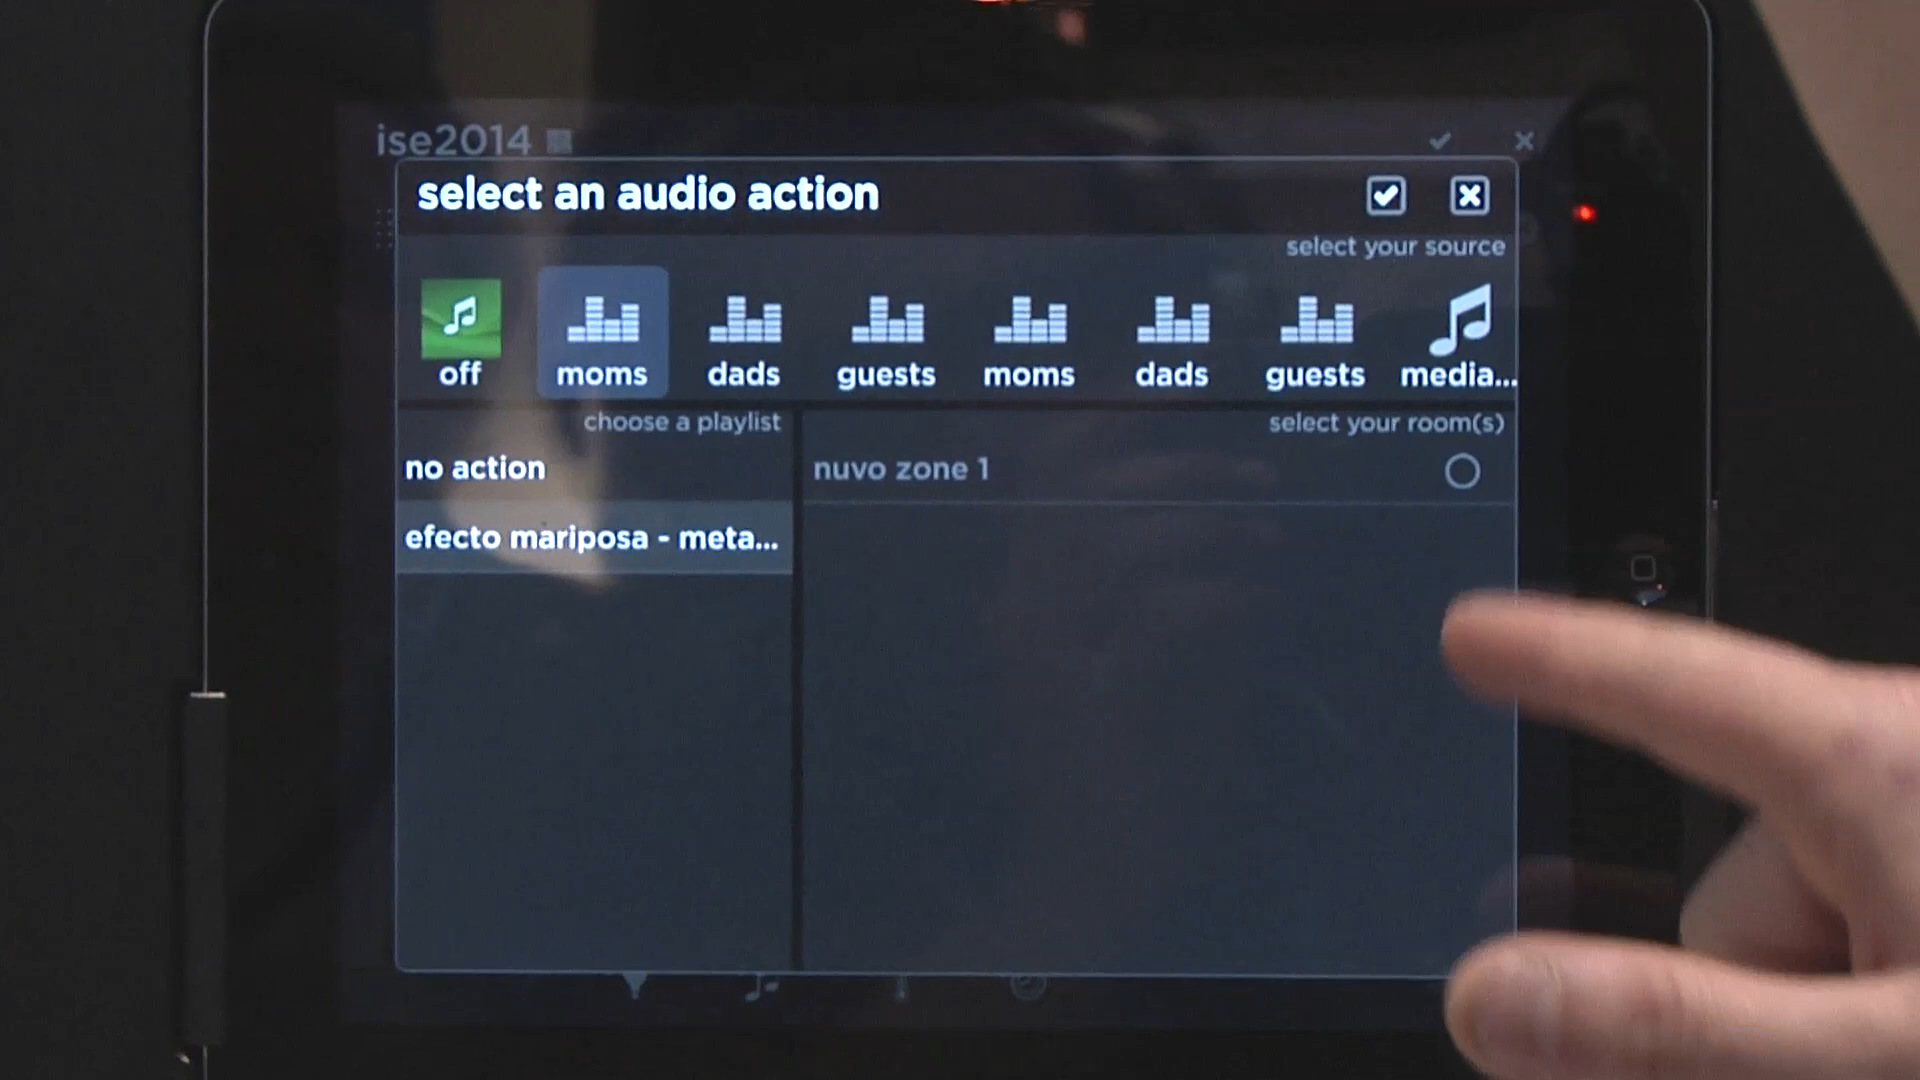 ise2014
select an audio action
select your source
off moms dads guests moms dads guests media...
choose a playlist
select your room(s)
no action
nuvo zone 1
efecto mariposa - meta...